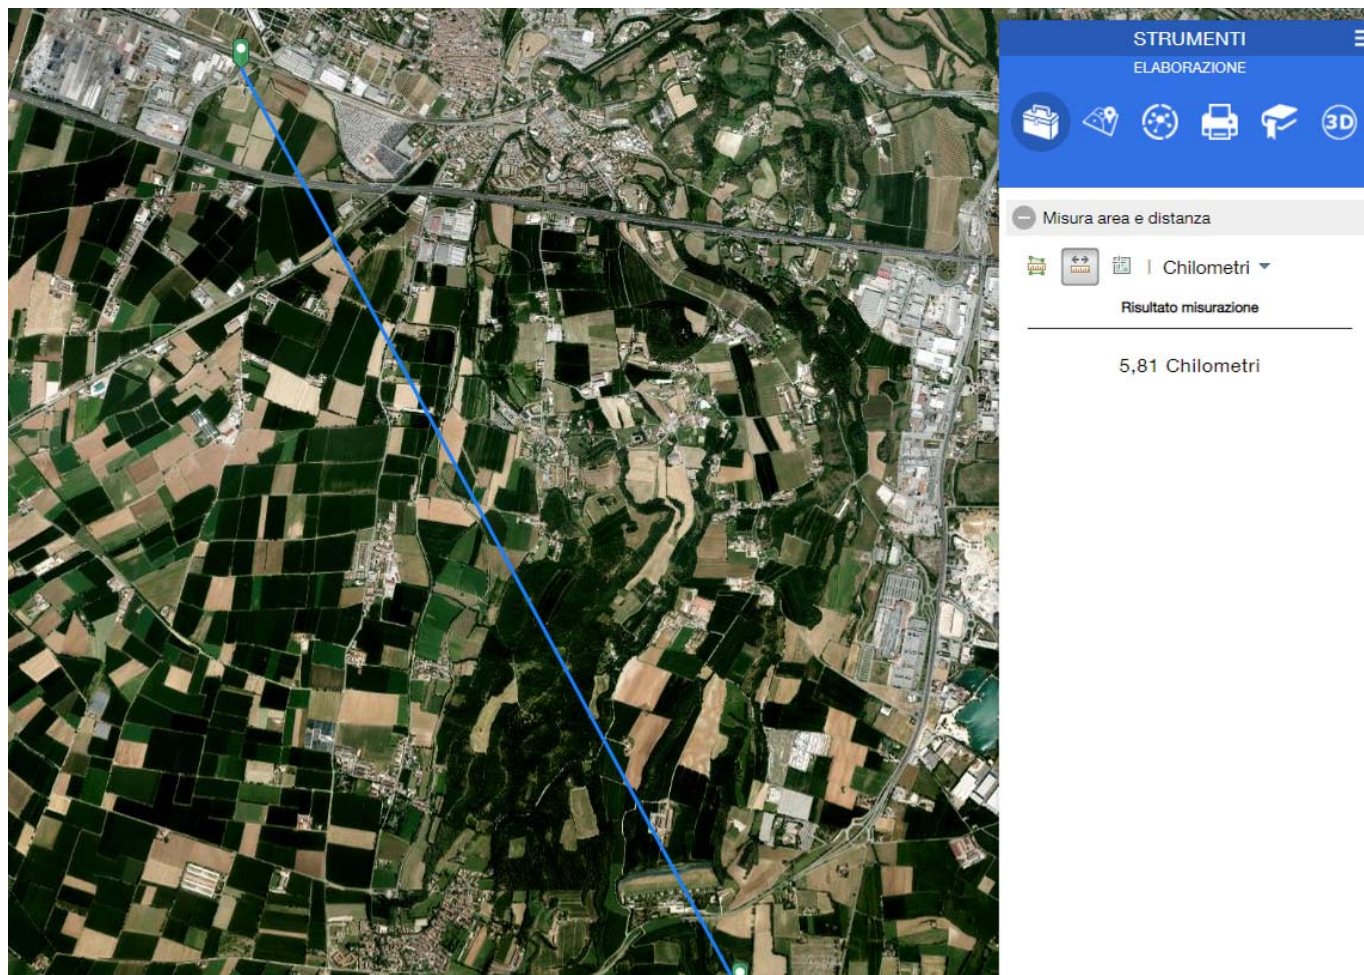 STRUMENTI
ELABORAZIONE
3D
Misura area e distanza
Chilometri
Risultato misurazione
5,81 Chilometri